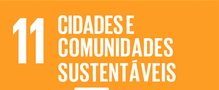 11
CIDADES E
COMUNIDADES
SUSTENTÁVEIS